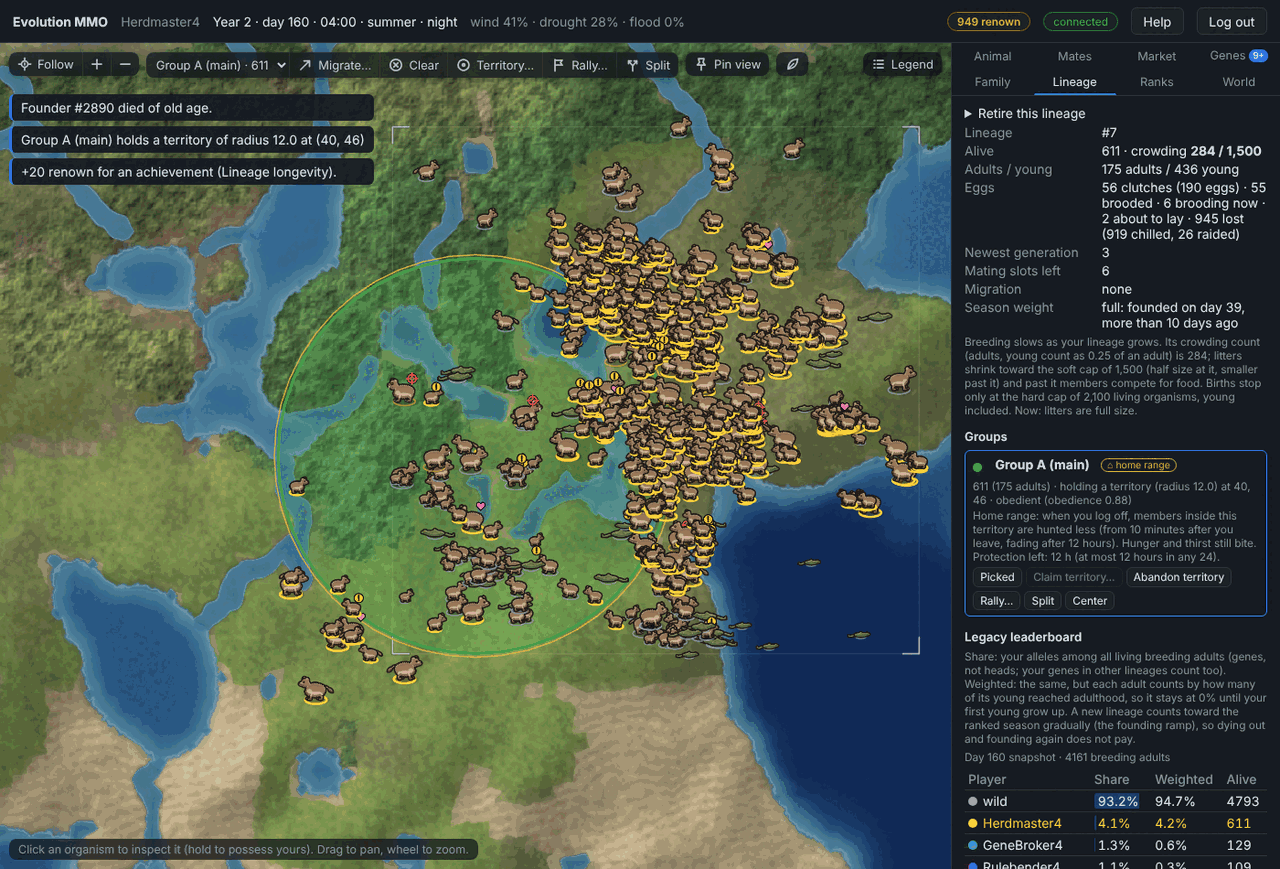 Evolution MMO Herdmaster4 Year 2 · day 160 · 04:00 · summer · night wind 41% · drought 28% · flood 0% 949 renown connected Help Log out
Follow + − Group A (main) · 611 Migrate... Clear Territory... Rally... Split Pin view Legend
Founder #2890 died of old age.
Group A (main) holds a territory of radius 12.0 at (40, 46)
+20 renown for an achievement (Lineage longevity).
Click an organism to inspect it (hold to possess yours). Drag to pan, wheel to zoom.
Animal Mates Market Genes 9+
Family Lineage Ranks World
▶ Retire this lineage
Lineage #7
Alive 611 · crowding 284 / 1,500
Adults / young 175 adults / 436 young
Eggs 56 clutches (190 eggs) · 55
brooded · 6 brooding now ·
2 about to lay · 945 lost
(919 chilled, 26 raided)
Newest generation 3
Mating slots left 6
Migration none
Season weight full: founded on day 39,
more than 10 days ago
Breeding slows as your lineage grows. Its crowding count
(adults, young count as 0.25 of an adult) is 284; litters
shrink toward the soft cap of 1,500 (half size at it, smaller
past it) and past it members compete for food. Births stop
only at the hard cap of 2,100 living organisms, young
included. Now: litters are full size.
Groups
Group A (main) ⌂ home range
611 (175 adults) · holding a territory (radius 12.0) at 40,
46 · obedient (obedience 0.88)
Home range: when you log off, members inside this
territory are hunted less (from 10 minutes after you
leave, fading after 12 hours). Hunger and thirst still bite.
Protection left: 12 h (at most 12 hours in any 24).
Picked Claim territory... Abandon territory
Rally... Split Center
Legacy leaderboard
Share: your alleles among all living breeding adults (genes,
not heads; your genes in other lineages count too).
Weighted: the same, but each adult counts by how many
of its young reached adulthood, so it stays at 0% until your
first young grow up. A new lineage counts toward the
ranked season gradually (the founding ramp), so dying out
and founding again does not pay.
Day 160 snapshot · 4161 breeding adults
Player Share Weighted Alive
wild 93.2% 94.7% 4793
Herdmaster4 4.1% 4.2% 611
GeneBroker4 1.3% 0.6% 129
Rulebender4 1.1% 0.3% 109